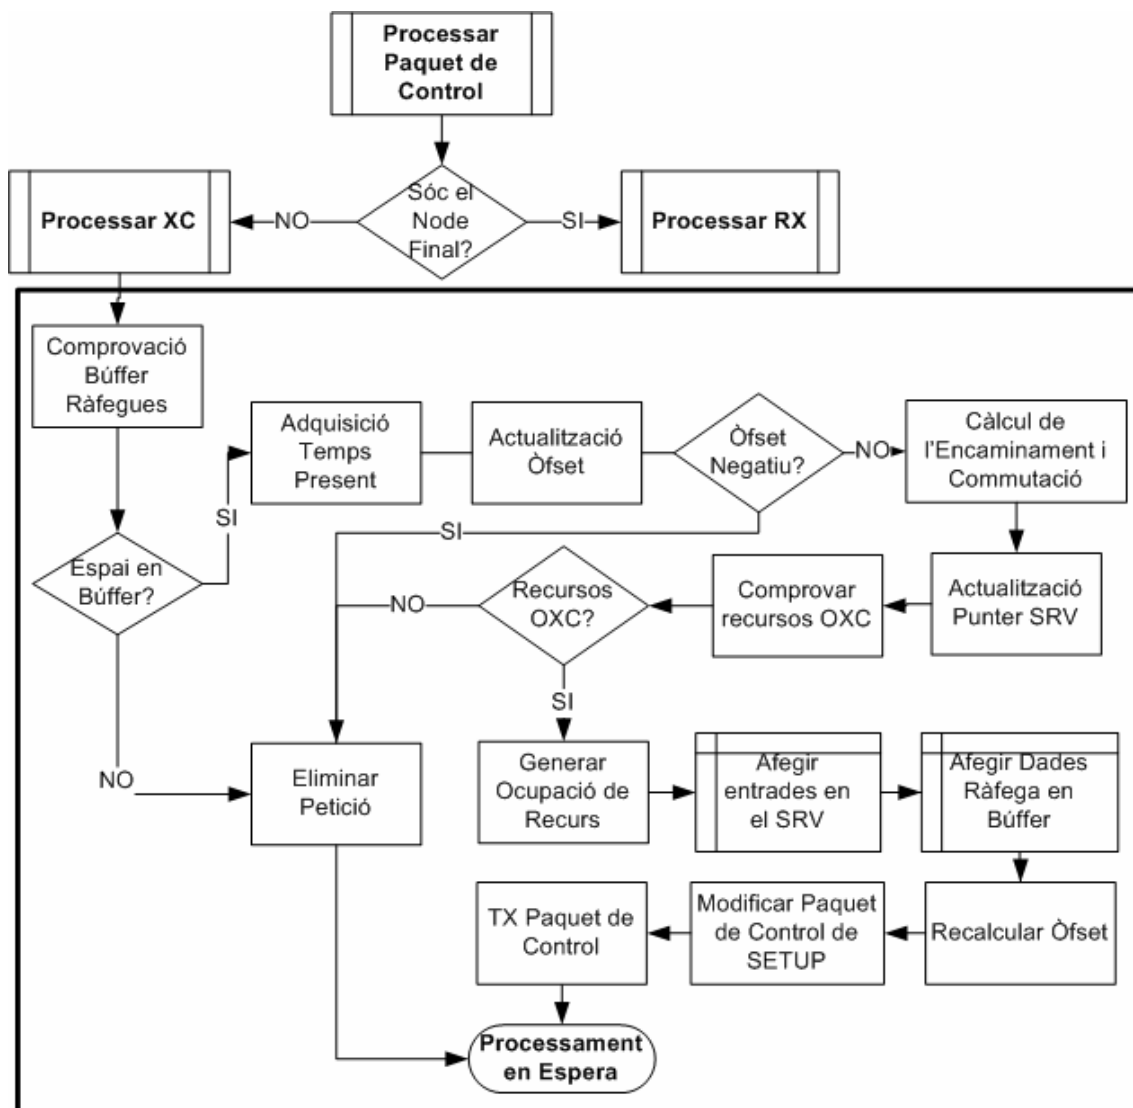 Processar
Paquet de
Control
Sóc el
Node
Final?
NO
SI
Processar XC
Processar RX
Comprovació
Búffer
Ràfegues
Espai en
Búffer?
SI
NO
Adquisició
Temps
Present
Actualització
Òfset
Òfset
Negatiu?
NO
SI
Càlcul de
l'Encaminament i
Commutació
Actualització
Punter SRV
Comprovar
recursos OXC
Recursos
OXC?
NO
SI
Eliminar
Petició
Generar
Ocupació de
Recurs
Afegir
entrades en
el SRV
Afegir Dades
Ràfega en
Búffer
Recalcular Òfset
Modificar Paquet
de Control de
SETUP
TX Paquet de
Control
Processament
en Espera